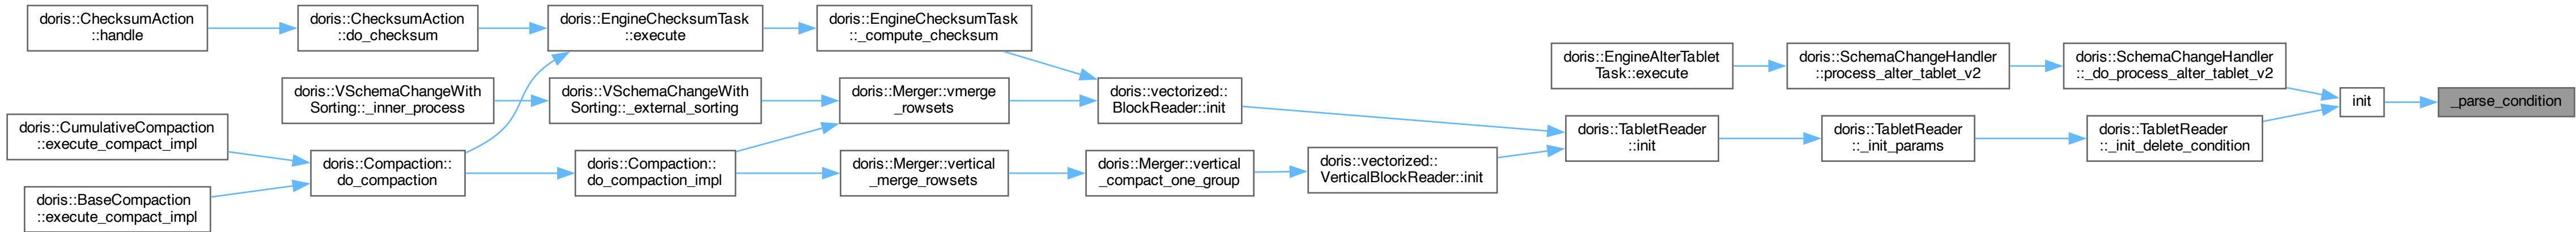 doris::ChecksumAction
::handle
doris::ChecksumAction
::do_checksum
doris::EngineChecksumTask
::execute
doris::EngineChecksumTask
::_compute_checksum
doris::EngineAlterTablet
Task::execute
doris::SchemaChangeHandler
::process_alter_tablet_v2
doris::SchemaChangeHandler
::_do_process_alter_tablet_v2
doris::VSchemaChangeWith
Sorting::_inner_process
doris::VSchemaChangeWith
Sorting::_external_sorting
doris::Merger::vmerge
_rowsets
doris::vectorized::
BlockReader::init
init
_parse_condition
doris::CumulativeCompaction
::execute_compact_impl
doris::TabletReader
::init
doris::TabletReader
::_init_params
doris::TabletReader
::_init_delete_condition
doris::Compaction::
do_compaction
doris::Compaction::
do_compaction_impl
doris::Merger::vertical
_merge_rowsets
doris::Merger::vertical
_compact_one_group
doris::vectorized::
VerticalBlockReader::init
doris::BaseCompaction
::execute_compact_impl